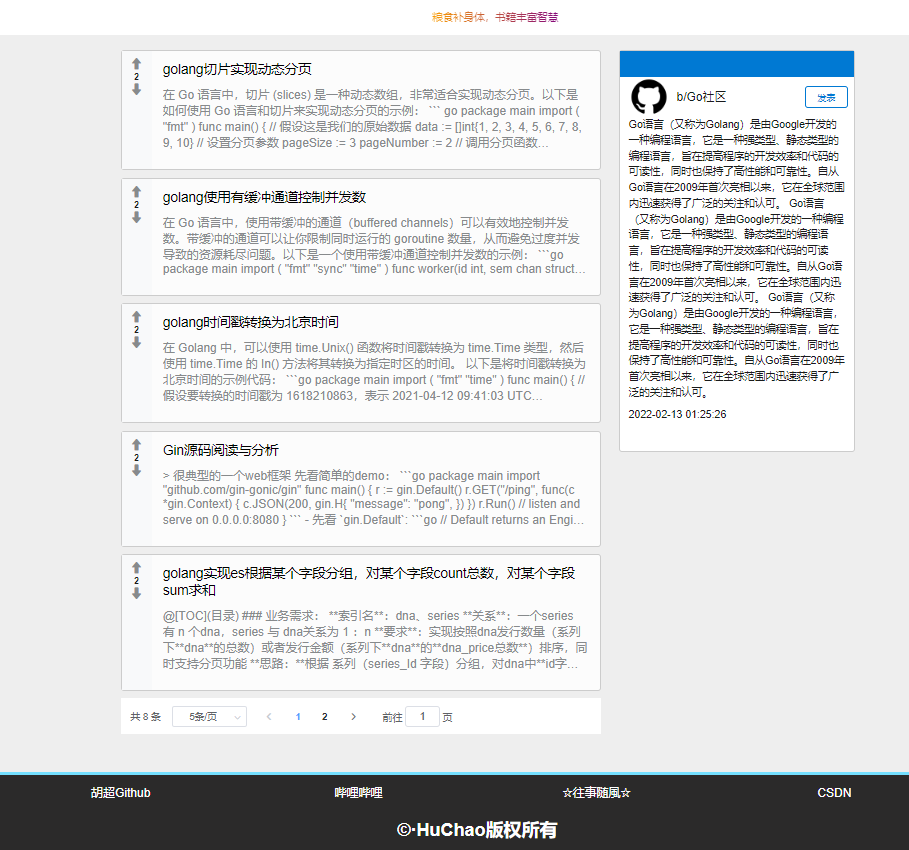 粮食补身体，书籍丰富智慧
2
golang切片实现动态分页
在 Go 语言中，切片 (slices) 是一种动态数组，非常适合实现动态分页。以下是
如何使用 Go 语言和切片来实现动态分页的示例： ``` go package main import (
"fmt" ) func main() { // 假设这是我们的原始数据 data := []int{1, 2, 3, 4, 5, 6, 7, 8,
9, 10} // 设置分页参数 pageSize := 3 pageNumber := 2 // 调用分页函数…
2
golang使用有缓冲通道控制并发数
在 Go 语言中，使用带缓冲的通道（buffered channels）可以有效地控制并发
数。带缓冲的通道可以让你限制同时运行的 goroutine 数量，从而避免过度并发
导致的资源耗尽问题。以下是一个使用带缓冲通道控制并发数的示例： ```go
package main import ( "fmt" "sync" "time" ) func worker(id int, sem chan struct…
2
golang时间戳转换为北京时间
在 Golang 中，可以使用 time.Unix() 函数将时间戳转换为 time.Time 类型，然后
使用 time.Time 的 In() 方法将其转换为指定时区的时间。 以下是将时间戳转换为
北京时间的示例代码： ```go package main import ( "fmt" "time" ) func main() { //
假设要转换的时间戳为 1618210863，表示 2021-04-12 09:41:03 UTC…
2
Gin源码阅读与分析
> 很典型的一个web框架 先看简单的demo： ```go package main import
"github.com/gin-gonic/gin" func main() { r := gin.Default() r.GET("/ping", func(c
*gin.Context) { c.JSON(200, gin.H{ "message": "pong", }) }) r.Run() // listen and
serve on 0.0.0.0:8080 } ``` - 先看 `gin.Default`: ```go // Default returns an Engi…
2
golang实现es根据某个字段分组，对某个字段count总数，对某个字段
sum求和
@[TOC](目录) ### 业务需求： **索引名**：dna、series **关系**：一个series
有 n 个dna，series 与 dna关系为 1 ：n **要求**：实现按照dna发行数量（系列
下**dna**的总数）或者发行金额（系列下**dna**的**dna_price总数**）排序，同
时支持分页功能 **思路：**根据 系列（series_Id 字段）分组，对dna中**id字…
共 8 条 5条/页 1 2 前往 1 页
b/Go社区 发表
Go语言（又称为Golang）是由Google开发的
一种编程语言，它是一种强类型、静态类型的
编程语言，旨在提高程序的开发效率和代码的
可读性，同时也保持了高性能和可靠性。自从
Go语言在2009年首次亮相以来，它在全球范围
内迅速获得了广泛的关注和认可。 Go语言
（又称为Golang）是由Google开发的一种编程
语言，它是一种强类型、静态类型的编程语
言，旨在提高程序的开发效率和代码的可读
性，同时也保持了高性能和可靠性。自从Go语
言在2009年首次亮相以来，它在全球范围内迅
速获得了广泛的关注和认可。 Go语言（又称
为Golang）是由Google开发的一种编程语言，
它是一种强类型、静态类型的编程语言，旨在
提高程序的开发效率和代码的可读性，同时也
保持了高性能和可靠性。自从Go语言在2009年
首次亮相以来，它在全球范围内迅速获得了广
泛的关注和认可。
2022-02-13 01:25:26
胡超Github 哔哩哔哩 ☆往事随風☆ CSDN
©·HuChao版权所有